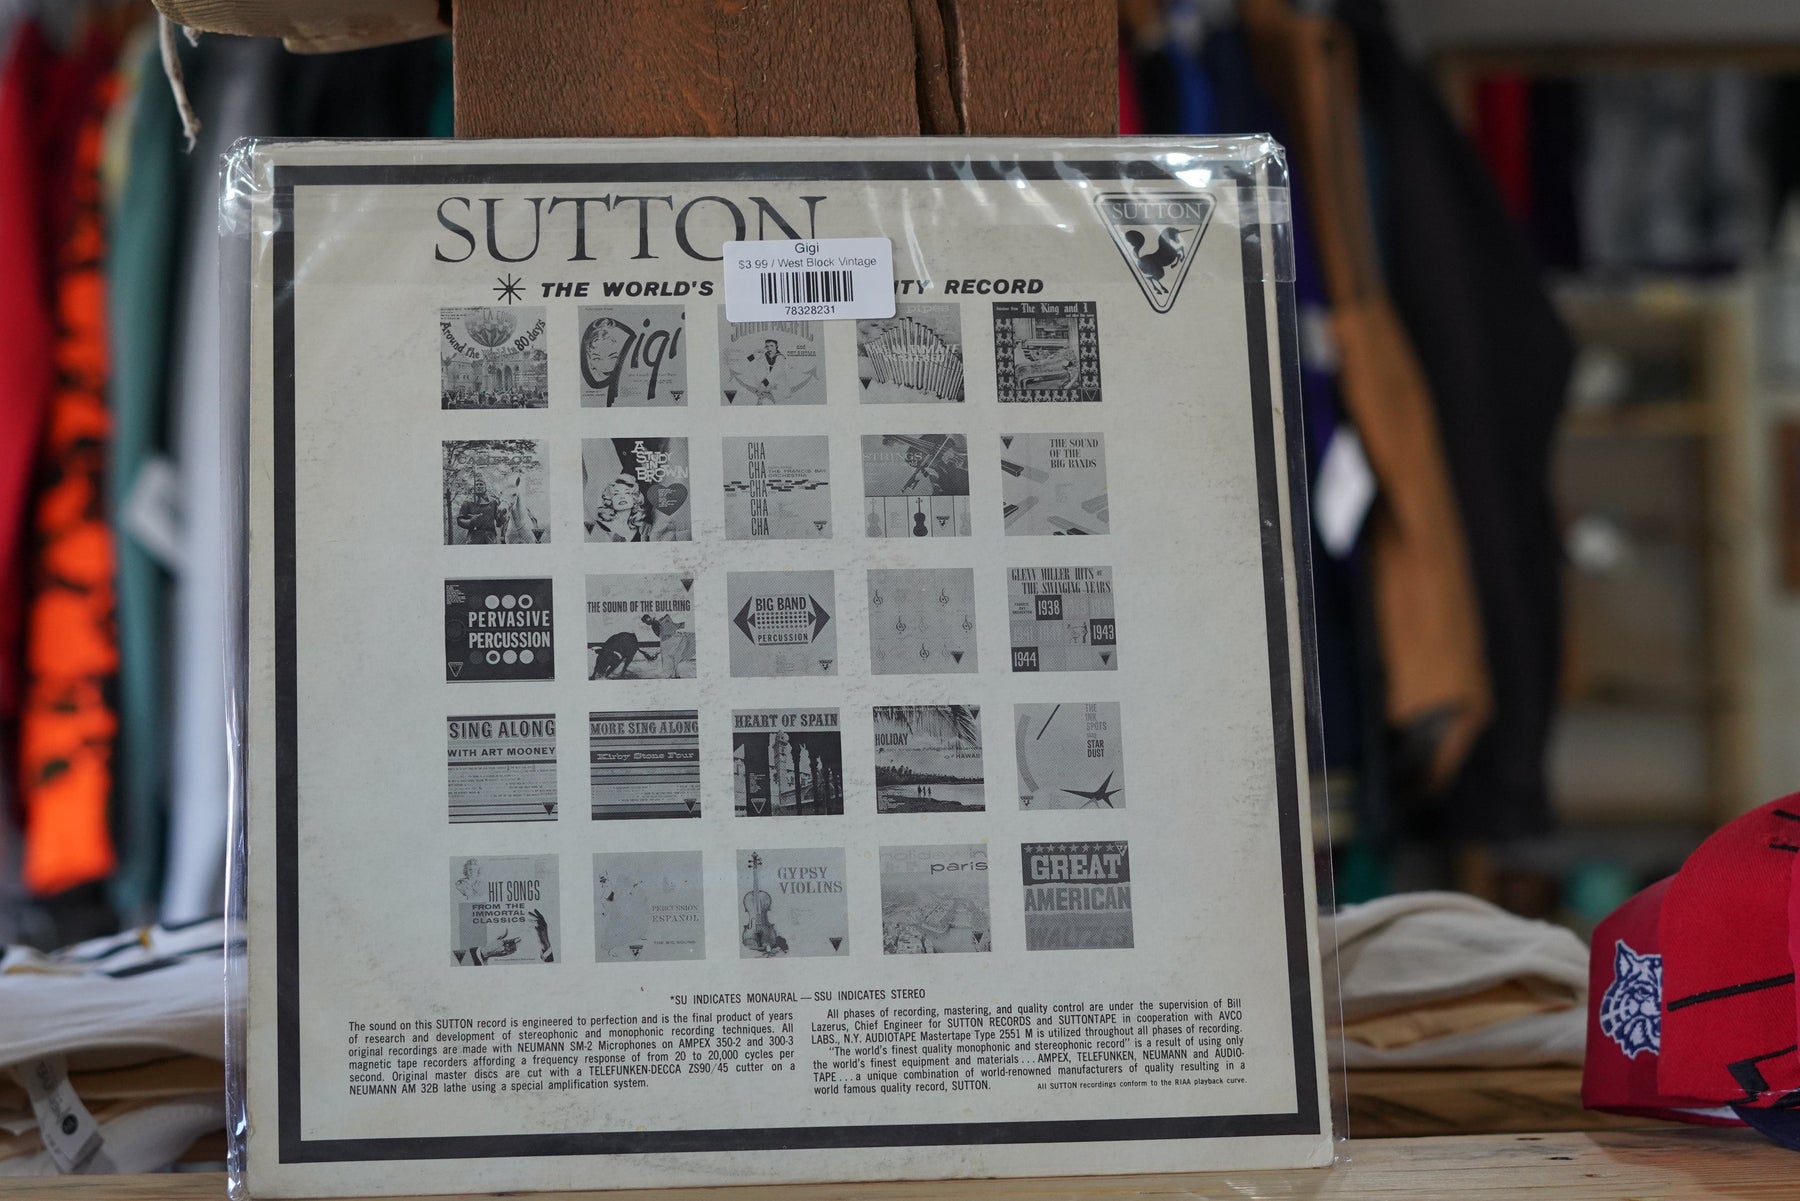 SUTTON
SUTTON
Gigi
$3.99 / West Block Vintage
78328231
THE WORLD'S
RECORD
Around the World in 80 days
Gigi
SOUTH PACIFIC
and OKLAHOMA
The King and I
A STUDY IN BROWN
CHA CHA CHA CHA CHA
THE FRANCIS BAY ORCHESTRA
STRINGS
THE SOUND
OF THE
BIG BANDS
PERVASIVE
PERCUSSION
THE SOUND OF THE BULLRING
BIG BAND
PERCUSSION
GLENN MILLER HITS of
THE SWINGING YEARS
1938
1943
1944
SING ALONG
WITH ART MOONEY
MORE SING ALONG
Kirby Stone Four
HEART OF SPAIN
HOLIDAY
HAWAII
THE
INK
SPOTS
sing
STAR
DUST
HIT SONGS
FROM THE
IMMORTAL
CLASSICS
PERCUSSION
ESPANOL
THE BIG SOUND
GYPSY
VIOLINS
holiday in
paris
GREAT
AMERICAN
WALTZES
*SU INDICATES MONAURAL — SSU INDICATES STEREO
The sound on this SUTTON record is engineered to perfection and is the final product of years
of research and development of stereophonic and monophonic recording techniques. All
original recordings are made with NEUMANN SM-2 Microphones on AMPEX 350-2 and 300-3
magnetic tape recorders affording a frequency response of from 20 to 20,000 cycles per
second. Original master discs are cut with a TELEFUNKEN-DECCA ZS90/45 cutter on a
NEUMANN AM 32B lathe using a special amplification system.
All phases of recording, mastering, and quality control are under the supervision of Bill
Lazerus, Chief Engineer for SUTTON RECORDS and SUTTONTAPE in cooperation with AVCO
LABS., N.Y. AUDIOTAPE Mastertape Type 2551 M is utilized throughout all phases of recording.
"The world's finest quality monophonic and stereophonic record" is a result of using only
the world's finest equipment and materials . . . AMPEX, TELEFUNKEN, NEUMANN and AUDIO-
TAPE . . . a unique combination of world-renowned manufacturers of quality resulting in a
world famous quality record, SUTTON.
All SUTTON recordings conform to the RIAA playback curve.